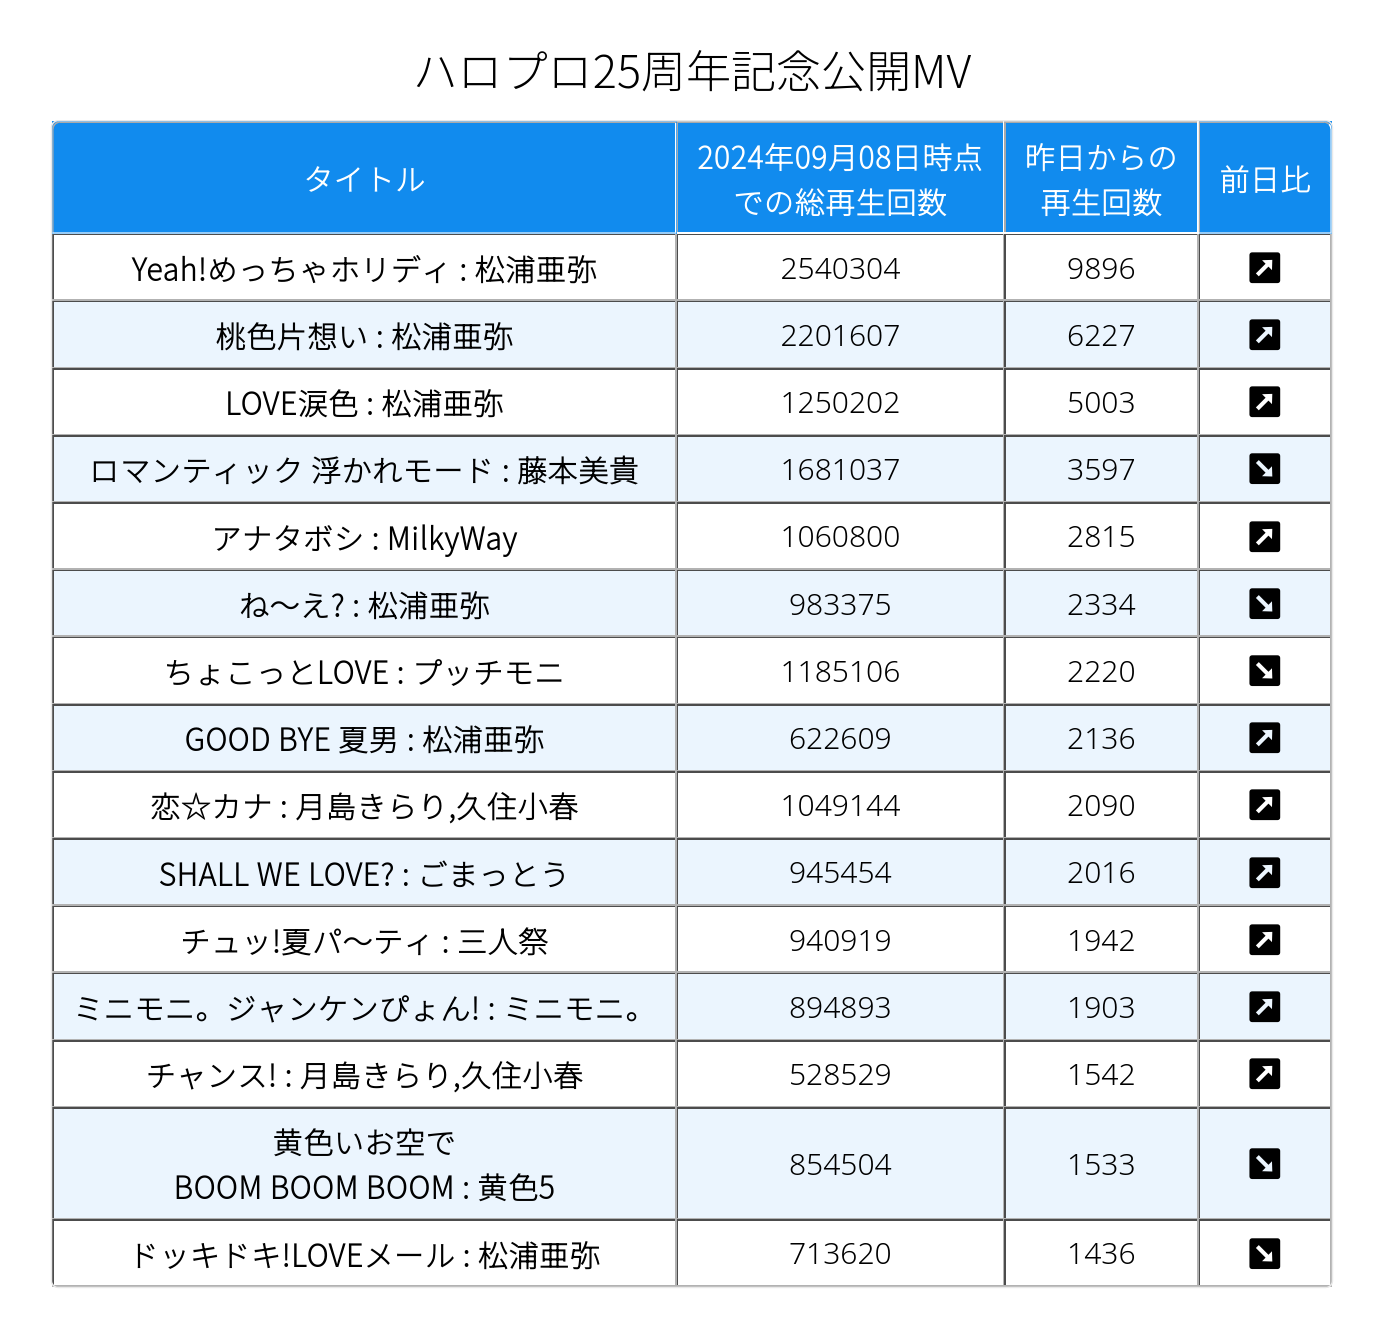 ハロプロ25周年記念公開MV
タイトル
2024年09月08日時点
での総再生回数
昨日からの
再生回数
前日比
Yeah!めっちゃホリディ : 松浦亜弥 2540304 9896
桃色片想い : 松浦亜弥 2201607 6227
LOVE涙色 : 松浦亜弥 1250202 5003
ロマンティック 浮かれモード : 藤本美貴 1681037 3597
アナタボシ : MilkyWay 1060800 2815
ね〜え? : 松浦亜弥 983375 2334
ちょこっとLOVE : プッチモニ 1185106 2220
GOOD BYE 夏男 : 松浦亜弥 622609 2136
恋☆カナ : 月島きらり,久住小春 1049144 2090
SHALL WE LOVE? : ごまっとう 945454 2016
チュッ!夏パ〜ティ : 三人祭 940919 1942
ミニモニ。ジャンケンぴょん! : ミニモニ。 894893 1903
チャンス! : 月島きらり,久住小春 528529 1542
黄色いお空で
BOOM BOOM BOOM : 黄色5 854504 1533
ドッキドキ!LOVEメール : 松浦亜弥 713620 1436